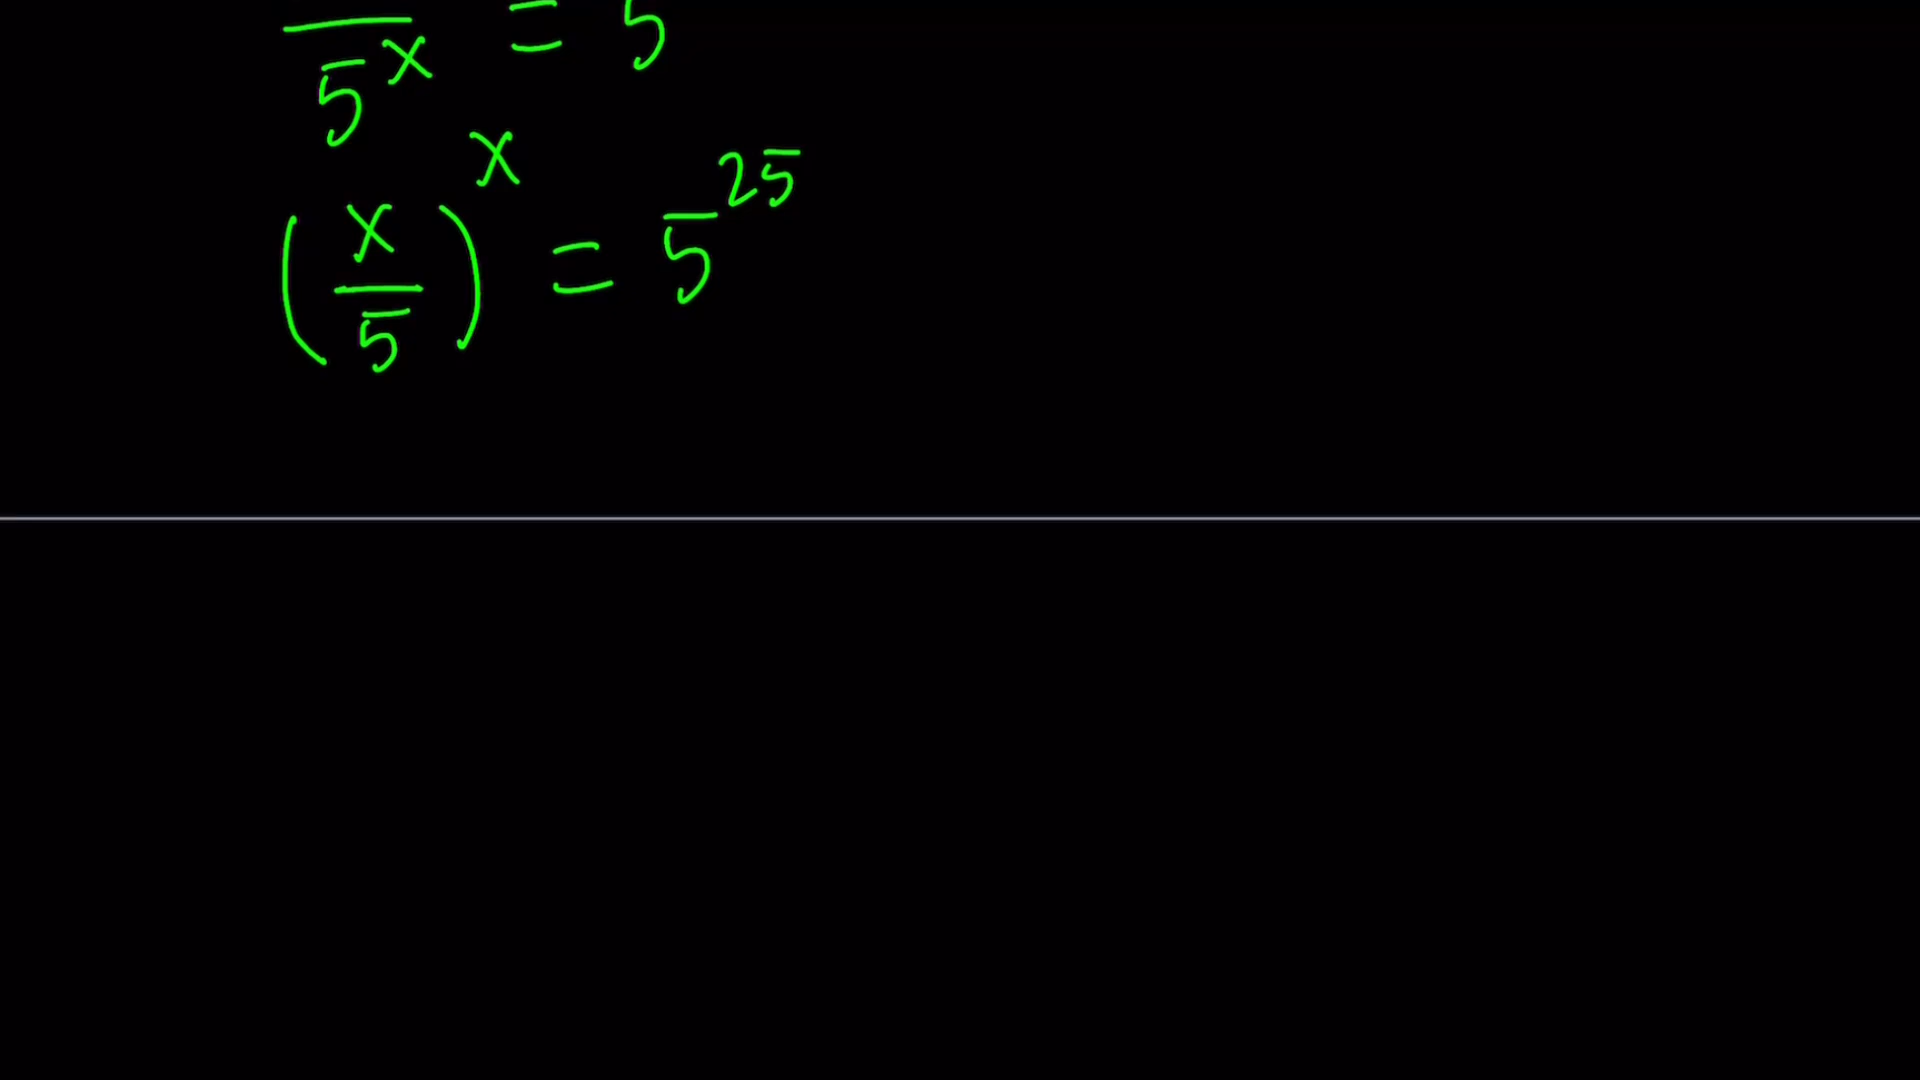 /5^x = 5
(x/5)^x = 5^25